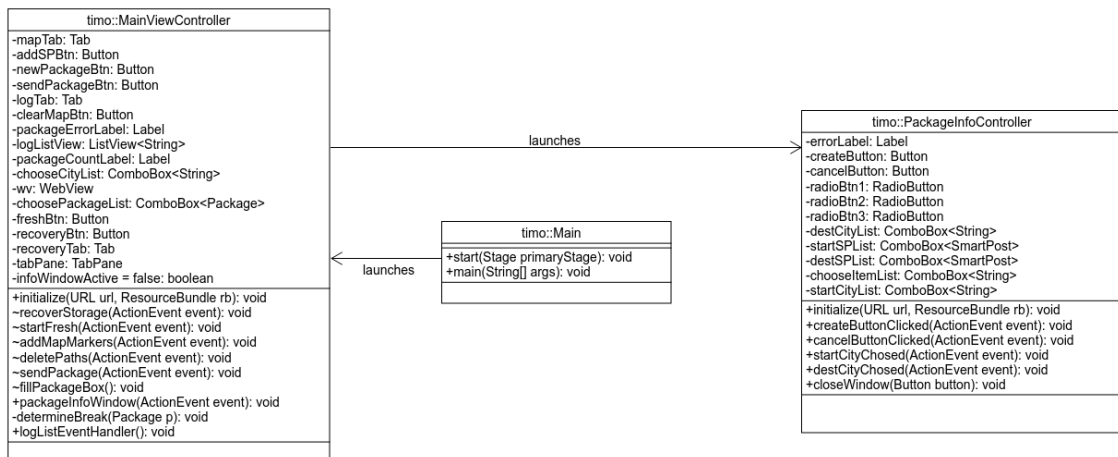 timo::MainViewController
-mapTab: Tab
-addSPBtn: Button
-newPackageBtn: Button
-sendPackageBtn: Button
-logTab: Tab
-clearMapBtn: Button
-packageErrorLabel: Label
-logListView: ListView<String>
-packageCountLabel: Label
-chooseCityList: ComboBox<String>
-wv: WebView
-choosePackageList: ComboBox<Package>
-freshBtn: Button
-recoveryBtn: Button
-recoveryTab: Tab
-tabPane: TabPane
-infoWindowActive = false: boolean
+initialize(URL url, ResourceBundle rb): void
~recoverStorage(ActionEvent event): void
~startFresh(ActionEvent event): void
~addMapMarkers(ActionEvent event): void
~deletePaths(ActionEvent event): void
~sendPackage(ActionEvent event): void
~fillPackageBox(): void
+packageInfoWindow(ActionEvent event): void
-determineBreak(Package p): void
+logListEventHandler(): void
launches
launches
timo::Main
+start(Stage primaryStage): void
+main(String[] args): void
timo::PackageInfoController
-errorLabel: Label
-createButton: Button
-cancelButton: Button
-radioBtn1: RadioButton
-radioBtn2: RadioButton
-radioBtn3: RadioButton
-destCityList: ComboBox<String>
-startSPList: ComboBox<SmartPost>
-destSPList: ComboBox<SmartPost>
-chooseItemList: ComboBox<String>
-startCityList: ComboBox<String>
+initialize(URL url, ResourceBundle rb): void
+createButtonClicked(ActionEvent event): void
+cancelButtonClicked(ActionEvent event): void
+startCityChosed(ActionEvent event): void
+destCityChosed(ActionEvent event): void
+closeWindow(Button button): void